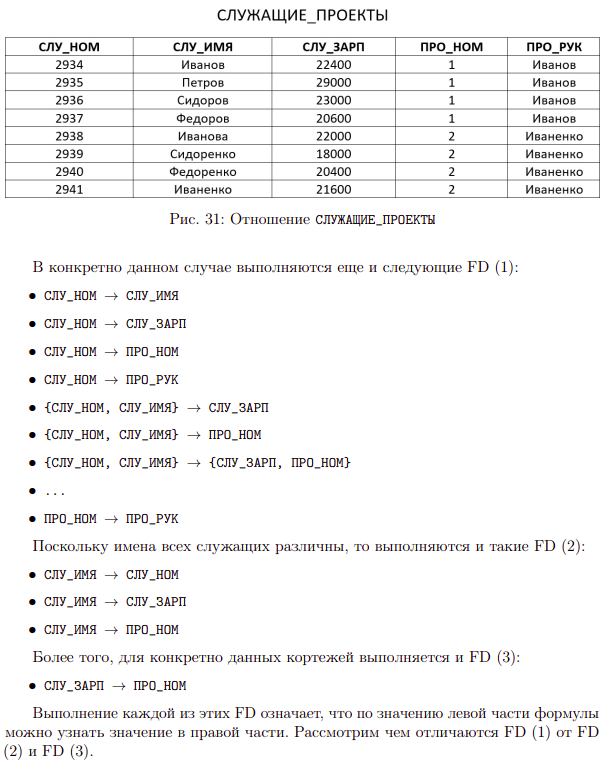 СЛУЖАЩИЕ_ПРОЕКТЫ
СЛУ_НОМ СЛУ_ИМЯ СЛУ_ЗАРП ПРО_НОМ ПРО_РУК
2934 Иванов 22400 1 Иванов
2935 Петров 29000 1 Иванов
2936 Сидоров 23000 1 Иванов
2937 Федоров 20600 1 Иванов
2938 Иванова 22000 2 Иваненко
2939 Сидоренко 18000 2 Иваненко
2940 Федоренко 20400 2 Иваненко
2941 Иваненко 21600 2 Иваненко
Рис. 31: Отношение СЛУЖАЩИЕ_ПРОЕКТЫ
В конкретно данном случае выполняются еще и следующие FD (1):
• СЛУ_НОМ → СЛУ_ИМЯ
• СЛУ_НОМ → СЛУ_ЗАРП
• СЛУ_НОМ → ПРО_НОМ
• СЛУ_НОМ → ПРО_РУК
• {СЛУ_НОМ, СЛУ_ИМЯ} → СЛУ_ЗАРП
• {СЛУ_НОМ, СЛУ_ИМЯ} → ПРО_НОМ
• {СЛУ_НОМ, СЛУ_ИМЯ} → {СЛУ_ЗАРП, ПРО_НОМ}
• ...
• ПРО_НОМ → ПРО_РУК
Поскольку имена всех служащих различны, то выполняются и такие FD (2):
• СЛУ_ИМЯ → СЛУ_НОМ
• СЛУ_ИМЯ → СЛУ_ЗАРП
• СЛУ_ИМЯ → ПРО_НОМ
Более того, для конкретно данных кортежей выполняется и FD (3):
• СЛУ_ЗАРП → ПРО_НОМ
Выполнение каждой из этих FD означает, что по значению левой части формулы
можно узнать значение в правой части. Рассмотрим чем отличаются FD (1) от FD
(2) и FD (3).